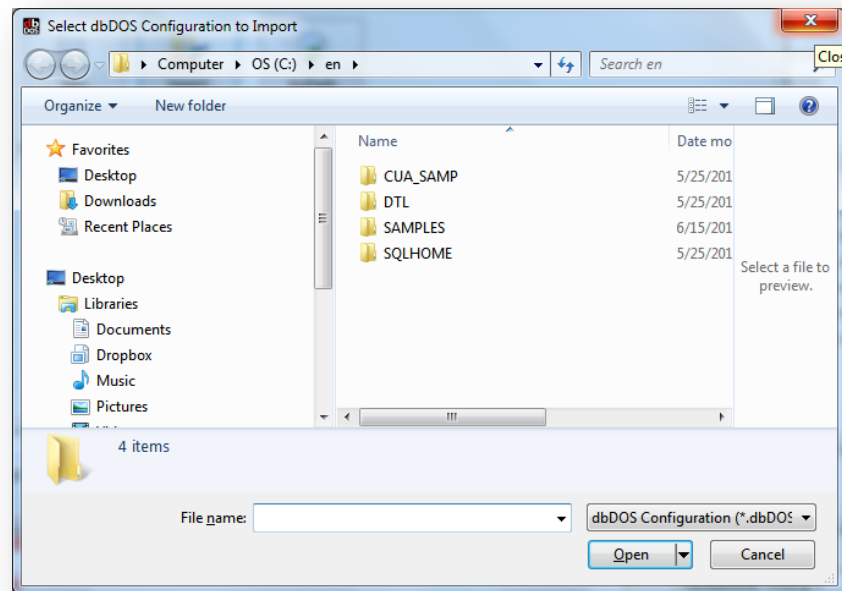 Select dbDOS Configuration to Import
Computer OS (C:) en
Search en
Clos
Organize New folder
Name Date mo
Favorites
Desktop
Downloads
Recent Places
Desktop
Libraries
Documents
Dropbox
Music
Pictures
CUA_SAMP 5/25/201
DTL 5/25/201
SAMPLES 6/15/201
SQLHOME 5/25/201
Select a file to
preview.
4 items
File name:
dbDOS Configuration (*.dbDOS
Open Cancel